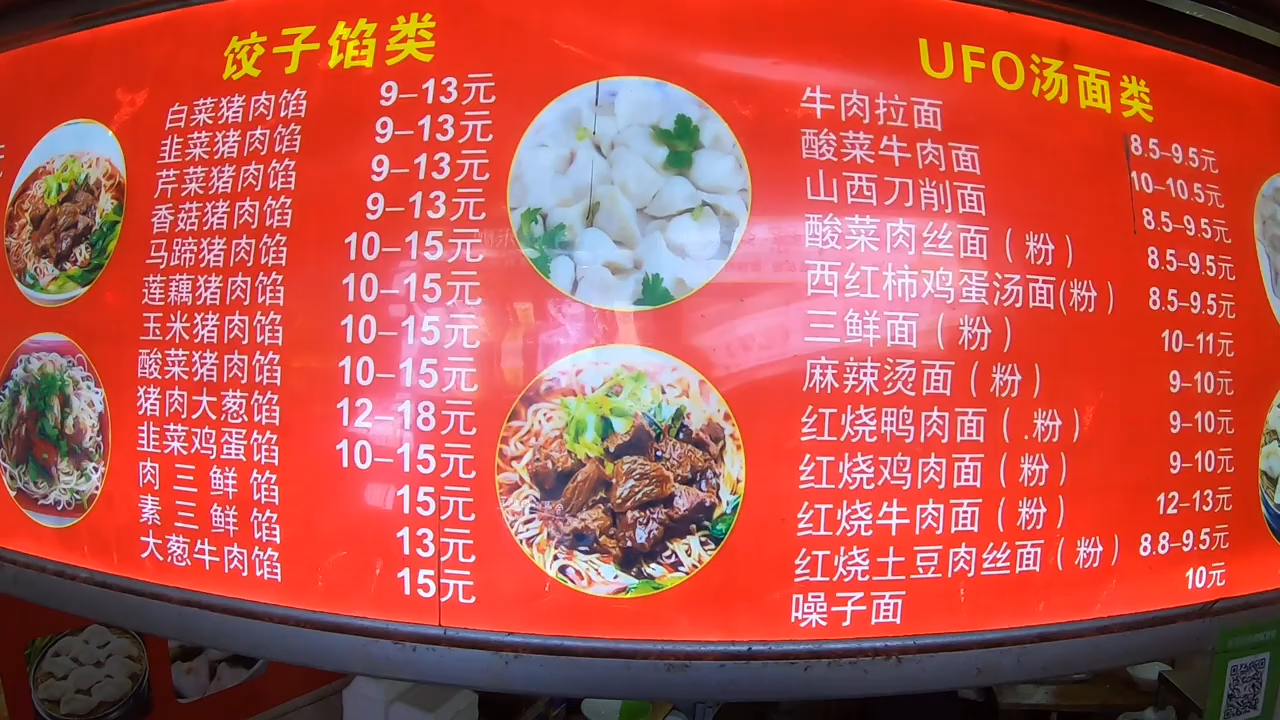 饺子馅类
白菜猪肉馅 9–13元
韭菜猪肉馅 9–13元
芹菜猪肉馅 9–13元
香菇猪肉馅 9–13元
马蹄猪肉馅 10–15元
莲藕猪肉馅 10–15元
玉米猪肉馅 10–15元
酸菜猪肉馅 10–15元
猪肉大葱馅 12–18元
韭菜鸡蛋馅 10–15元
肉三鲜馅 15元
素三鲜馅 13元
大葱牛肉馅 15元
UFO汤面类
牛肉拉面 8.5–9.5元
酸菜牛肉面 10–10.5元
山西刀削面 8.5–9.5元
酸菜肉丝面（粉） 8.5–9.5元
西红柿鸡蛋汤面(粉） 8.5–9.5元
三鲜面（粉） 10–11元
麻辣烫面（粉） 9–10元
红烧鸭肉面（.粉） 9–10元
红烧鸡肉面（粉） 9–10元
红烧牛肉面（粉） 12–13元
红烧土豆肉丝面（粉） 8.8–9.5元
噪子面 10元